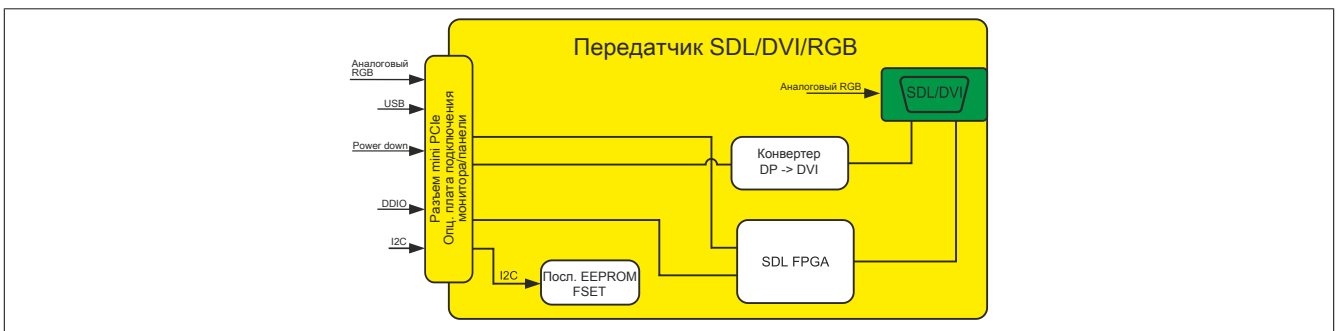 Передатчик SDL/DVI/RGB
Аналоговый
RGB
USB
Power down
DDIO
I2C
Разъем mini PCIe
Опц. плата подключения
монитора/панели
I2C
Посл. EEPROM
FSET
Конвертер
DP -> DVI
SDL FPGA
Аналоговый RGB
SDL/DVI